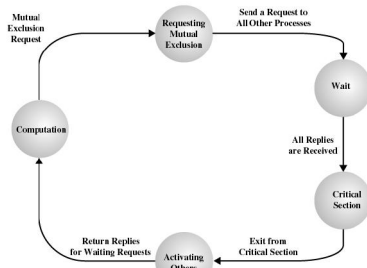 Mutual
Exclusion
Request
Requesting
Mutual
Exclusion
Send a Request to
All Other Processes
Wait
All Replies
are Received
Critical
Section
Exit from
Critical Section
Activating
Others
Return Replies
for Waiting Requests
Computation